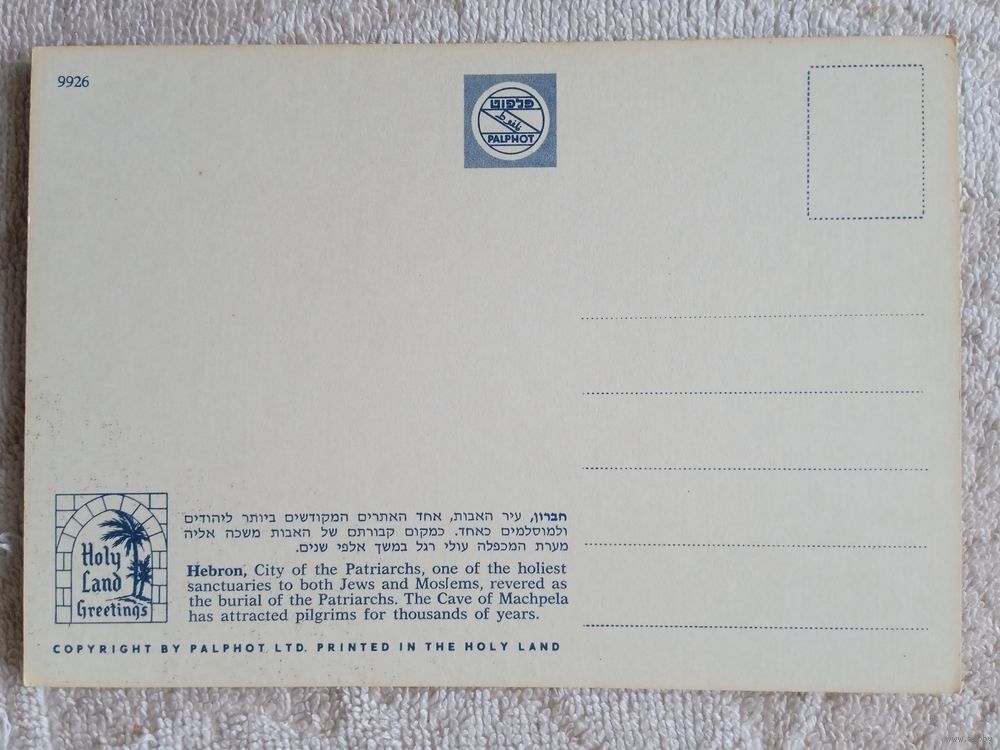 9926
פלפוט
PALPHOT
חברון, עיר האבות, אחד האתרים המקודשים ביותר ליהודים
ולמוסלמים כאחד. כמקום קבורתם של האבות משכה אליה
מערת המכפלה עולי רגל במשך אלפי שנים.
Holy
Land
Greetings
Hebron, City of the Patriarchs, one of the holiest
sanctuaries to both Jews and Moslems, revered as
the burial of the Patriarchs. The Cave of Machpela
has attracted pilgrims for thousands of years.
COPYRIGHT BY PALPHOT LTD. PRINTED IN THE HOLY LAND